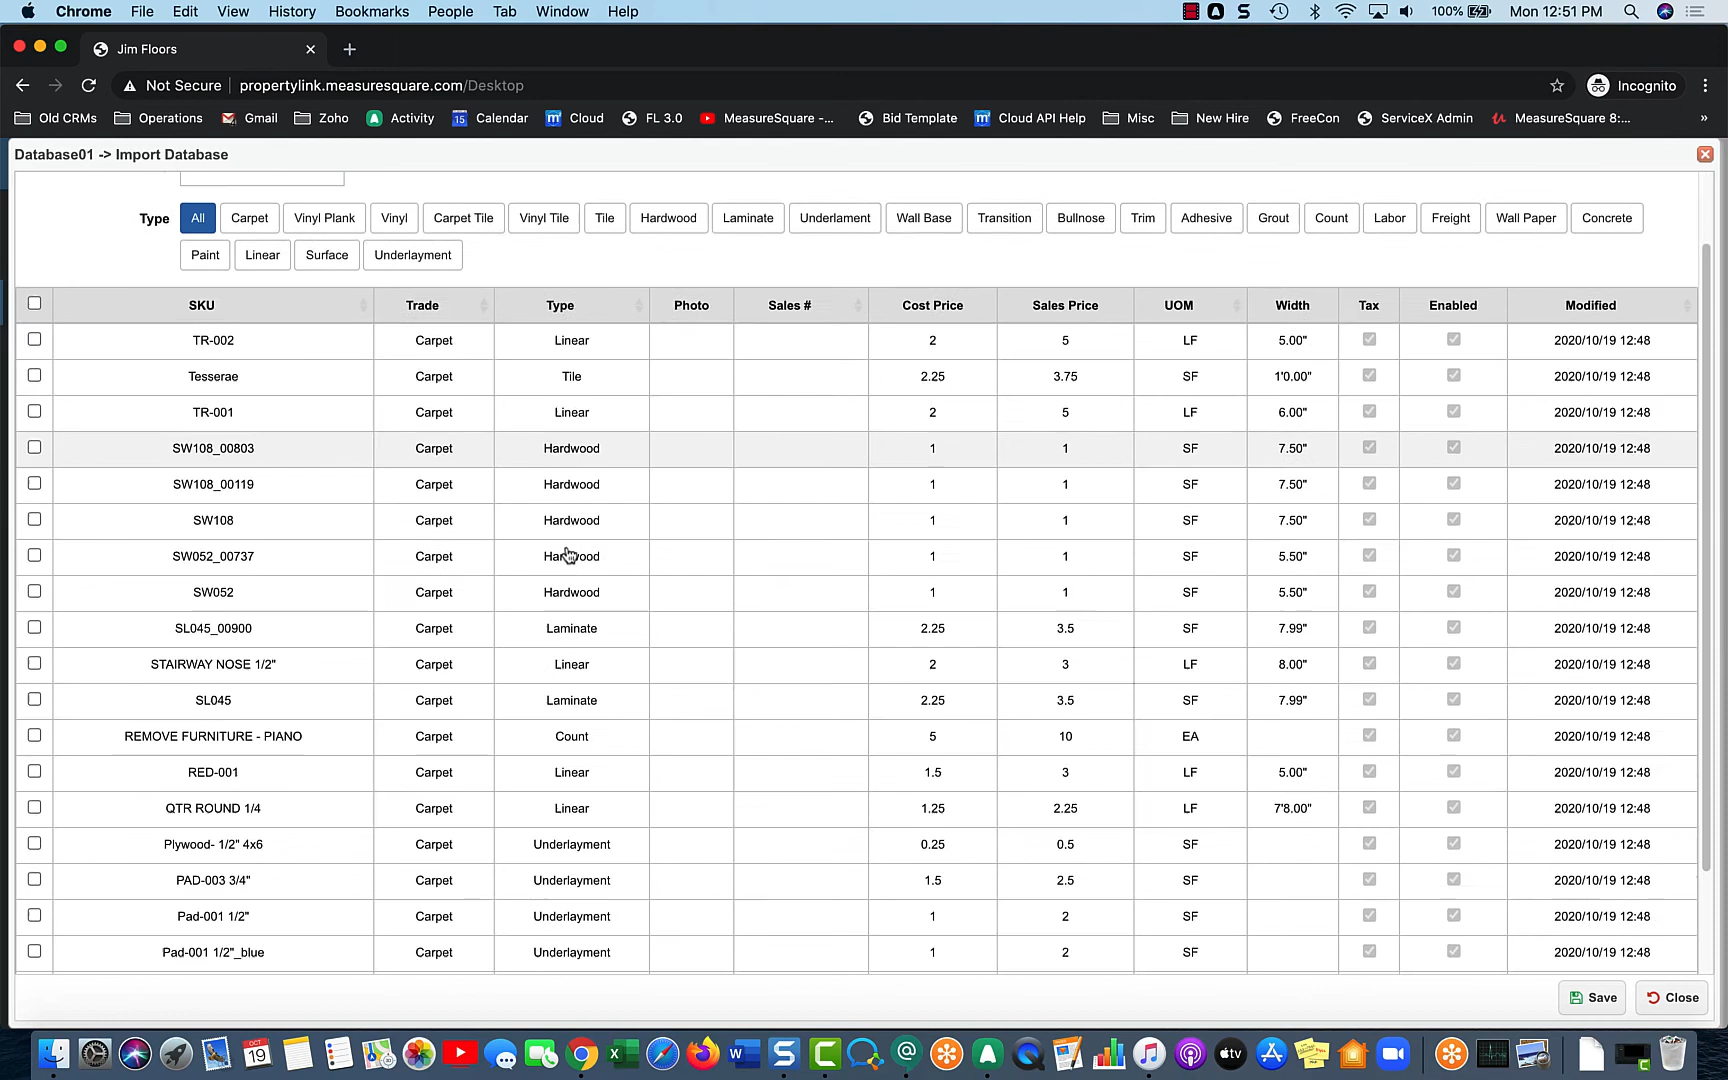 Chrome File Edit View History Bookmarks People Tab Window Help 100% Mon 12:51 PM
Jim Floors
Not Secure propertylink.measuresquare.com/Desktop Incognito
Old CRMs Operations Gmail Zoho Activity 15 Calendar Cloud FL 3.0 MeasureSquare -... Bid Template Cloud API Help Misc New Hire FreeCon ServiceX Admin MeasureSquare 8:... »
Database01 -> Import Database
Type All Carpet Vinyl Plank Vinyl Carpet Tile Vinyl Tile Tile Hardwood Laminate Underlament Wall Base Transition Bullnose Trim Adhesive Grout Count Labor Freight Wall Paper Concrete
Paint Linear Surface Underlayment
SKU Trade Type Photo Sales # Cost Price Sales Price UOM Width Tax Enabled Modified
TR-002 Carpet Linear 2 5 LF 5.00" 2020/10/19 12:48
Tesserae Carpet Tile 2.25 3.75 SF 1'0.00" 2020/10/19 12:48
TR-001 Carpet Linear 2 5 LF 6.00" 2020/10/19 12:48
SW108_00803 Carpet Hardwood 1 1 SF 7.50" 2020/10/19 12:48
SW108_00119 Carpet Hardwood 1 1 SF 7.50" 2020/10/19 12:48
SW108 Carpet Hardwood 1 1 SF 7.50" 2020/10/19 12:48
SW052_00737 Carpet Hardwood 1 1 SF 5.50" 2020/10/19 12:48
SW052 Carpet Hardwood 1 1 SF 5.50" 2020/10/19 12:48
SL045_00900 Carpet Laminate 2.25 3.5 SF 7.99" 2020/10/19 12:48
STAIRWAY NOSE 1/2" Carpet Linear 2 3 LF 8.00" 2020/10/19 12:48
SL045 Carpet Laminate 2.25 3.5 SF 7.99" 2020/10/19 12:48
REMOVE FURNITURE - PIANO Carpet Count 5 10 EA 2020/10/19 12:48
RED-001 Carpet Linear 1.5 3 LF 5.00" 2020/10/19 12:48
QTR ROUND 1/4 Carpet Linear 1.25 2.25 LF 7'8.00" 2020/10/19 12:48
Plywood- 1/2" 4x6 Carpet Underlayment 0.25 0.5 SF 2020/10/19 12:48
PAD-003 3/4" Carpet Underlayment 1.5 2.5 SF 2020/10/19 12:48
Pad-001 1/2" Carpet Underlayment 1 2 SF 2020/10/19 12:48
Pad-001 1/2"_blue Carpet Underlayment 1 2 SF 2020/10/19 12:48
Save Close
OCT 19 tv